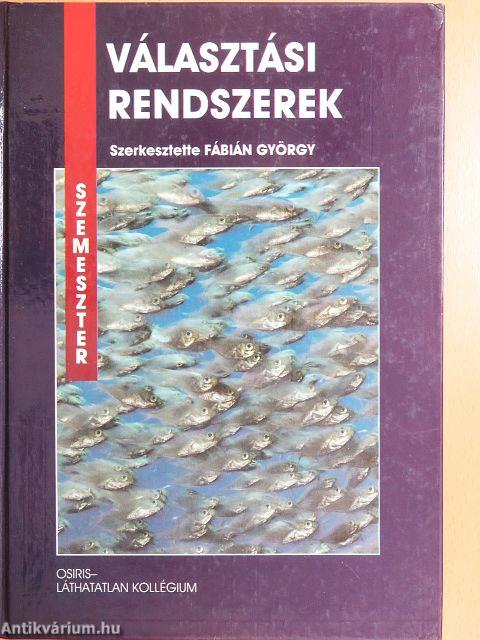 VÁLASZTÁSI
RENDSZEREK
Szerkesztette FÁBIÁN GYÖRGY
SZEMESZTER
OSIRIS–
LÁTHATATLAN KOLLÉGIUM
Antikvárium.hu